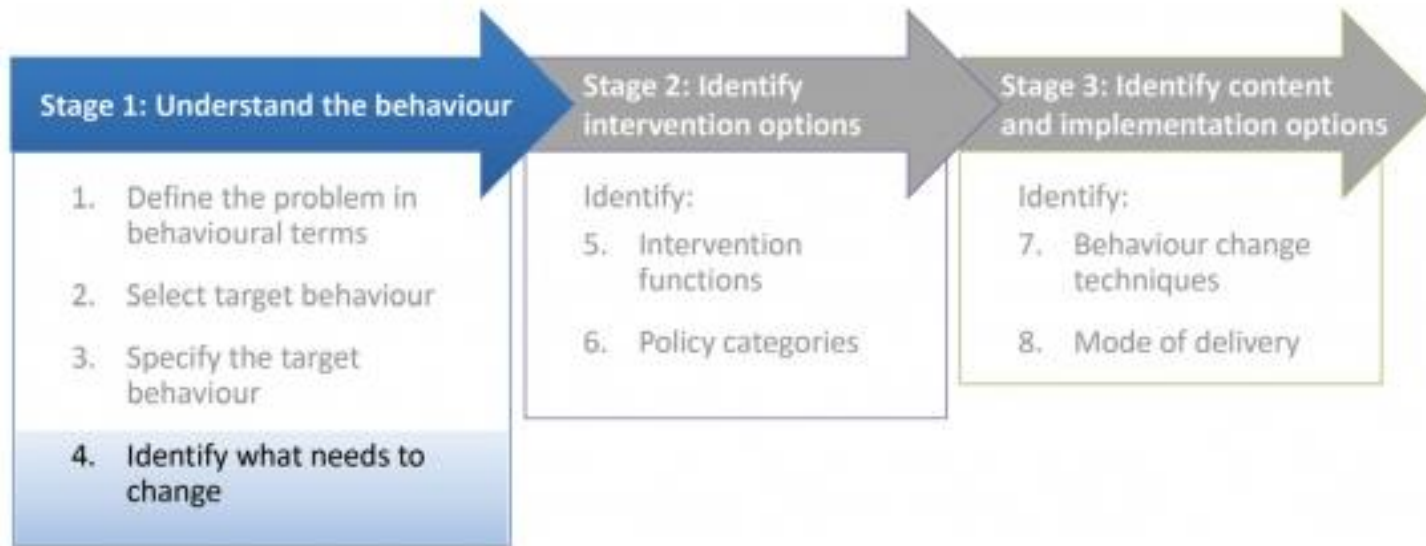 Stage 1: Understand the behaviour
1. Define the problem in
behavioural terms
2. Select target behaviour
3. Specify the target
behaviour
4. Identify what needs to
change
Stage 2: Identify
intervention options
Identify:
5. Intervention
functions
6. Policy categories
Stage 3: Identify content
and implementation options
Identify:
7. Behaviour change
techniques
8. Mode of delivery